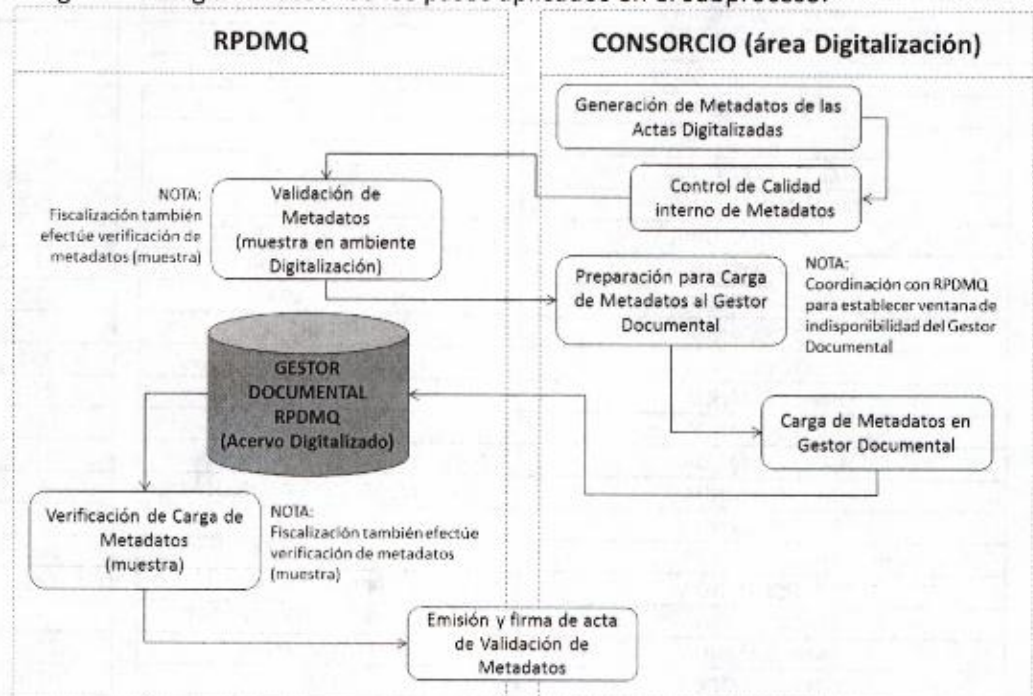 RPDMQ
CONSORCIO (área Digitalización)
Generación de Metadatos de las
Actas Digitalizadas
Control de Calidad
interno de Metadatos
NOTA:
Fiscalización también
efectúe verificación de
metadatos (muestra)
Validación de
Metadatos
(muestra en ambiente
Digitalización)
Preparación para Carga
de Metadatos al Gestor
Documental
NOTA:
Coordinación con RPDMQ
para establecer ventana de
indisponibilidad del Gestor
Documental
GESTOR
DOCUMENTAL
RPDMQ
(Acervo Digitalizado)
Carga de Metadatos en
Gestor Documental
Verificación de Carga de
Metadatos
(muestra)
NOTA:
Fiscalización también efectúe
verificación de metadatos
(muestra)
Emisión y firma de acta
de Validación de
Metadatos